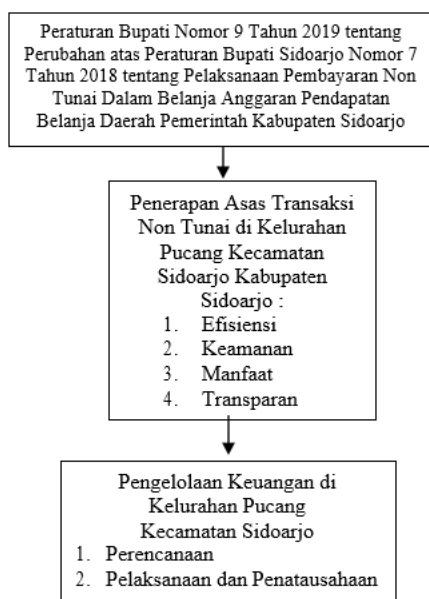 Peraturan Bupati Nomor 9 Tahun 2019 tentang
Perubahan atas Peraturan Bupati Sidoarjo Nomor 7
Tahun 2018 tentang Pelaksanaan Pembayaran Non
Tunai Dalam Belanja Anggaran Pendapatan
Belanja Daerah Pemerintah Kabupaten Sidoarjo
Penerapan Asas Transaksi
Non Tunai di Kelurahan
Pucang Kecamatan
Sidoarjo Kabupaten
Sidoarjo :
1. Efisiensi
2. Keamanan
3. Manfaat
4. Transparan
Pengelolaan Keuangan di
Kelurahan Pucang
Kecamatan Sidoarjo
1. Perencanaan
2. Pelaksanaan dan Penatausahaan